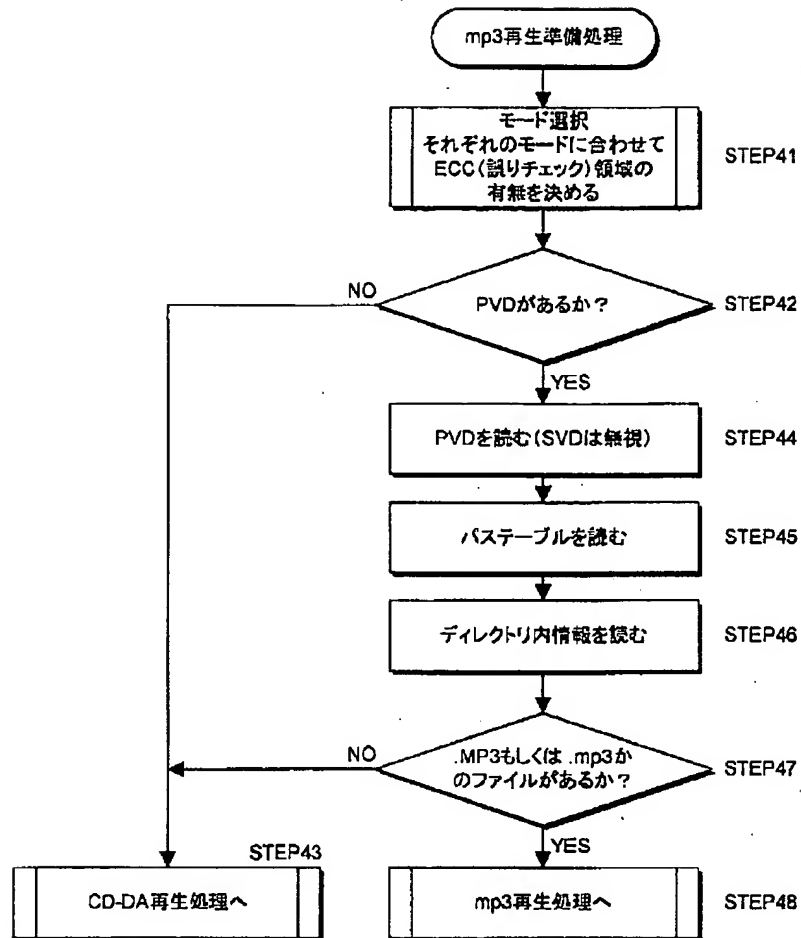 mp3再生準備処理
モード選択
それぞれのモードに合わせて
ECC(誤りチェック)領域の
有無を決める
STEP41
NO
PVDがあるか?
STEP42
YES
PVDを読む(SVDは無視)
STEP44
パステーブルを読む
STEP45
ディレクトリ内情報を読む
STEP46
NO
.MP3もしくは .mp3か
のファイルがあるか?
STEP47
YES
STEP43
CD-DA再生処理へ
mp3再生処理へ
STEP48